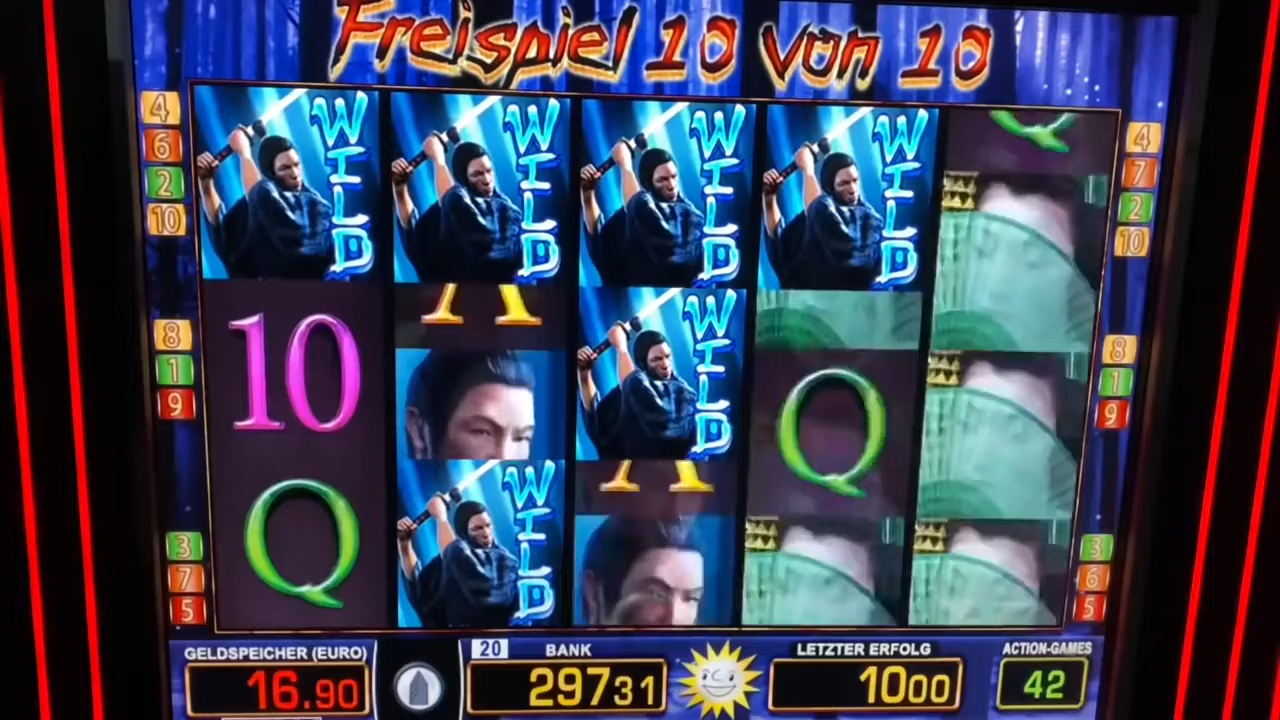 Freispiel 10 von 10
4
6
2
10
8
1
9
3
7
5
WILD
WILD
WILD
WILD
Q
10
A
WILD
Q
Q
WILD
A
4
7
2
10
8
1
9
3
6
5
GELDSPEICHER (EURO)
16.90
20 BANK
29731
LETZTER ERFOLG
1000
ACTION-GAMES
42